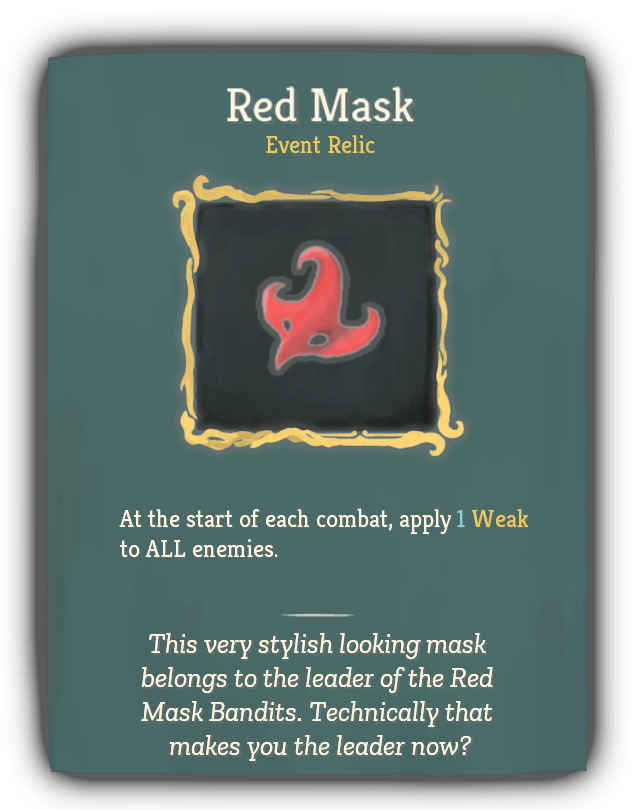 Red Mask
Event Relic
At the start of each combat, apply 1 Weak
to ALL enemies.
This very stylish looking mask
belongs to the leader of the Red
Mask Bandits. Technically that
makes you the leader now?